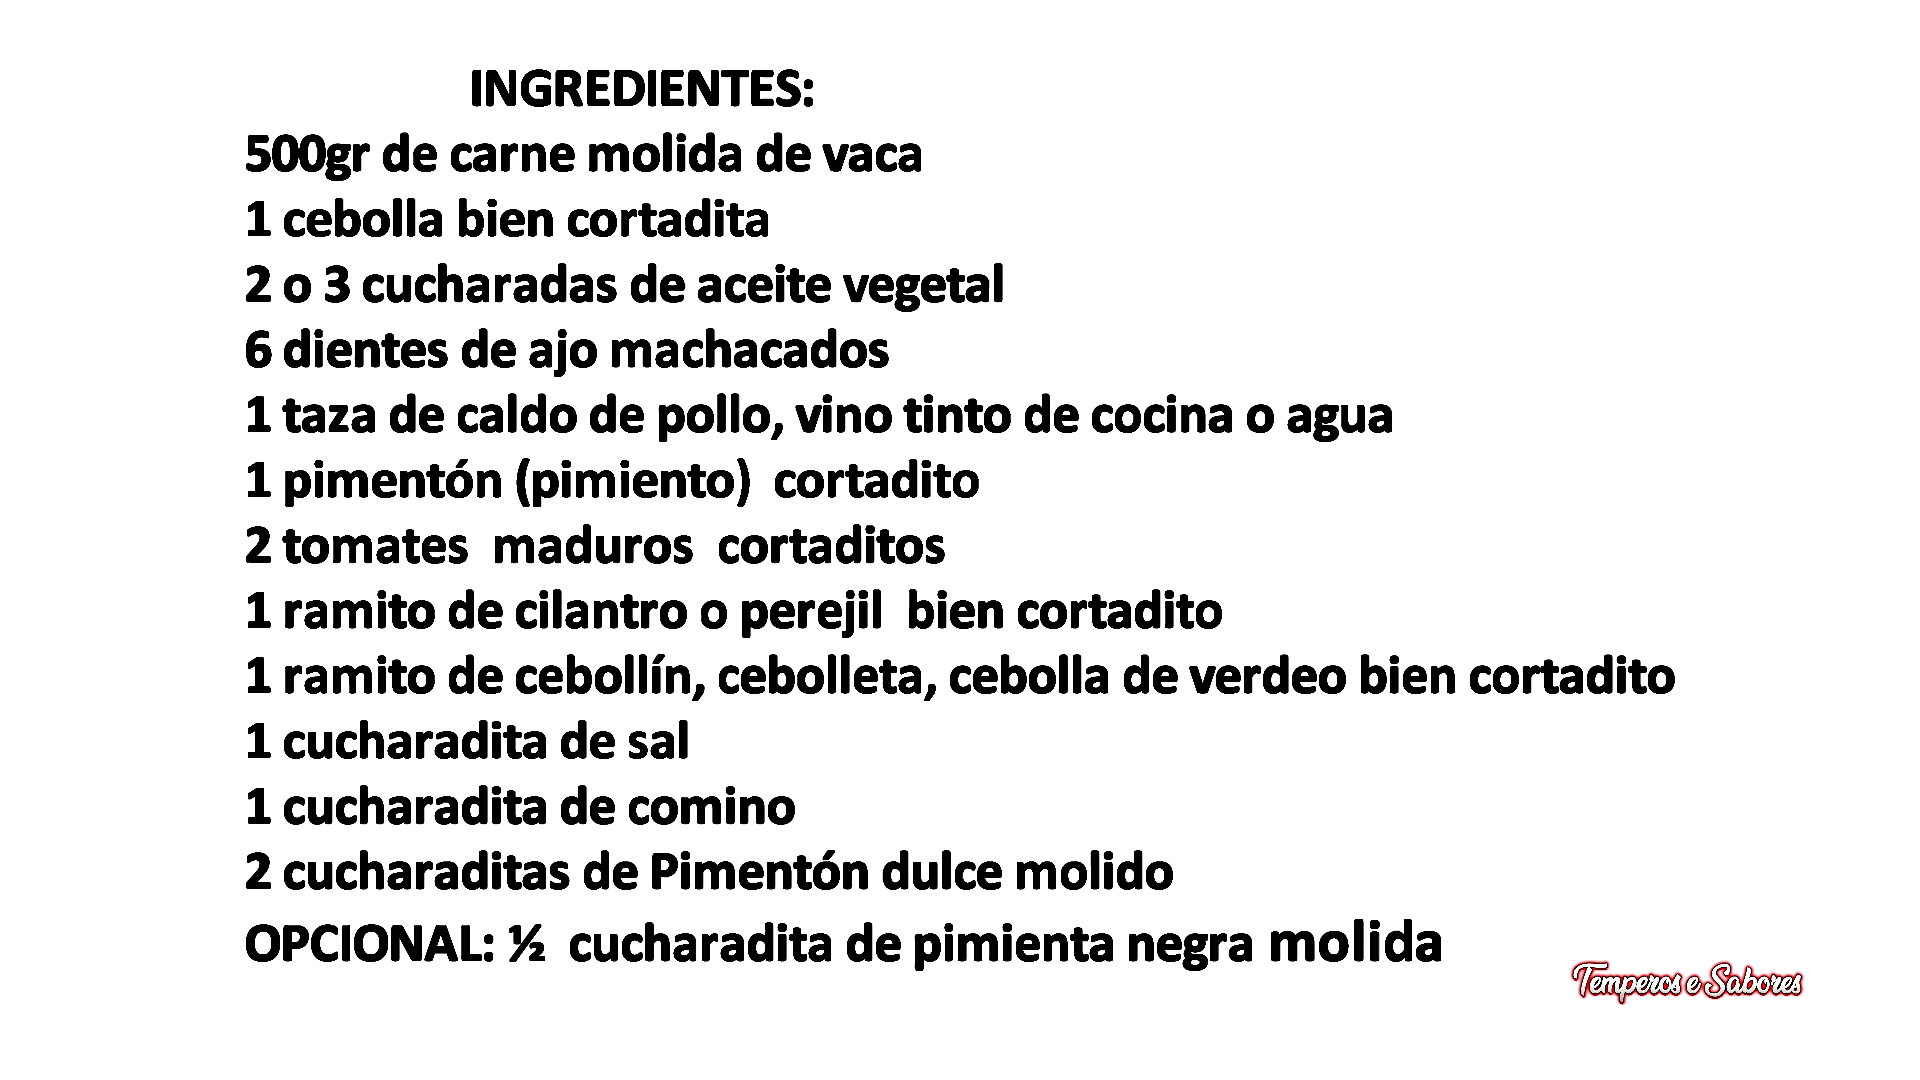 INGREDIENTES:
500gr de carne molida de vaca
1 cebolla bien cortadita
2 o 3 cucharadas de aceite vegetal
6 dientes de ajo machacados
1 taza de caldo de pollo, vino tinto de cocina o agua
1 pimentón (pimiento) cortadito
2 tomates maduros cortaditos
1 ramito de cilantro o perejil bien cortadito
1 ramito de cebollín, cebolleta, cebolla de verdeo bien cortadito
1 cucharadita de sal
1 cucharadita de comino
2 cucharaditas de Pimentón dulce molido
OPCIONAL: ½ cucharadita de pimienta negra molida
Temperos e Sabores